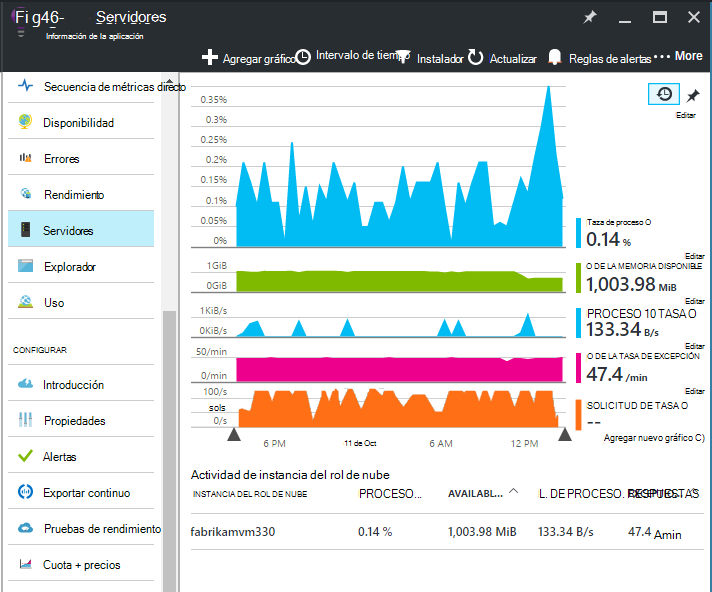 Fi g46-
Servidores
Información de la aplicación
Agregar gráfico
Intervalo de tiempo
Instalador
Actualizar
Reglas de alertas
More
Secuencia de métricas directo
Disponibilidad
Errores
Rendimiento
Servidores
Explorador
Uso
CONFIGURAR
Introducción
Propiedades
Alertas
Exportar continuo
Pruebas de rendimiento
Cuota + precios
Editar
0.35%
0.3%
0.25%
0.2%
0.15%
0.1%
0.05%
0%
Taza de proceso O
0.14 %
Editar
1GiB
0GiB
O DE LA MEMORIA DISPONIBLE
1,003.98 MiB
Editar
1KiB/s
0KiB/s
PROCESO 10 TASA O
133.34 B/s
Editar
50/min
0/min
O DE LA TASA DE EXCEPCIÓN
47.4 /min
Editar
100/s
sols
0/s
SOLICITUD DE TASA O
--
6 PM
11 de Oct
6 AM
12 PM
Agregar nuevo gráfico C)
Actividad de instancia del rol de nube
INSTANCIA DEL ROL DE NUBE
PROCESO...
AVAILABL...
L. DE PROCESO.
RESPUESTAS
fabrikamvm330
0.14 %
1,003.98 MiB
133.34 B/s
47.4 Amin